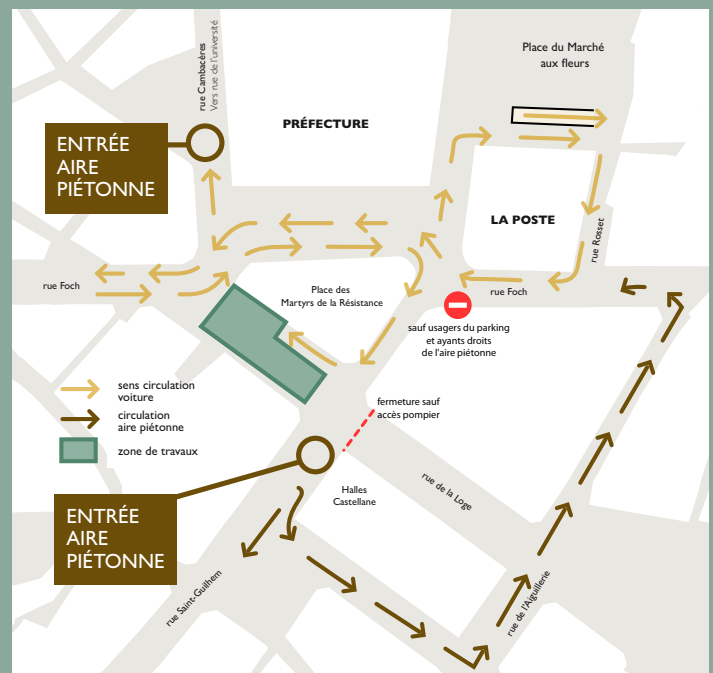 rue Cambacères
Vers rue de l'université
Place du Marché
aux fleurs
PRÉFECTURE
ENTRÉE
AIRE
PIÉTONNE
LA POSTE
rue Rosset
rue Foch
Place des
Martyrs de la Résistance
rue Foch
sauf usagers du parking
et ayants droits
de l'aire piétonne
sens circulation
voiture
circulation
aire piétonne
zone de travaux
fermeture sauf
accès pompier
rue de la Loge
Halles
Castellane
ENTRÉE
AIRE
PIÉTONNE
rue Saint-Guilhem
rue de l'Aiguillerie